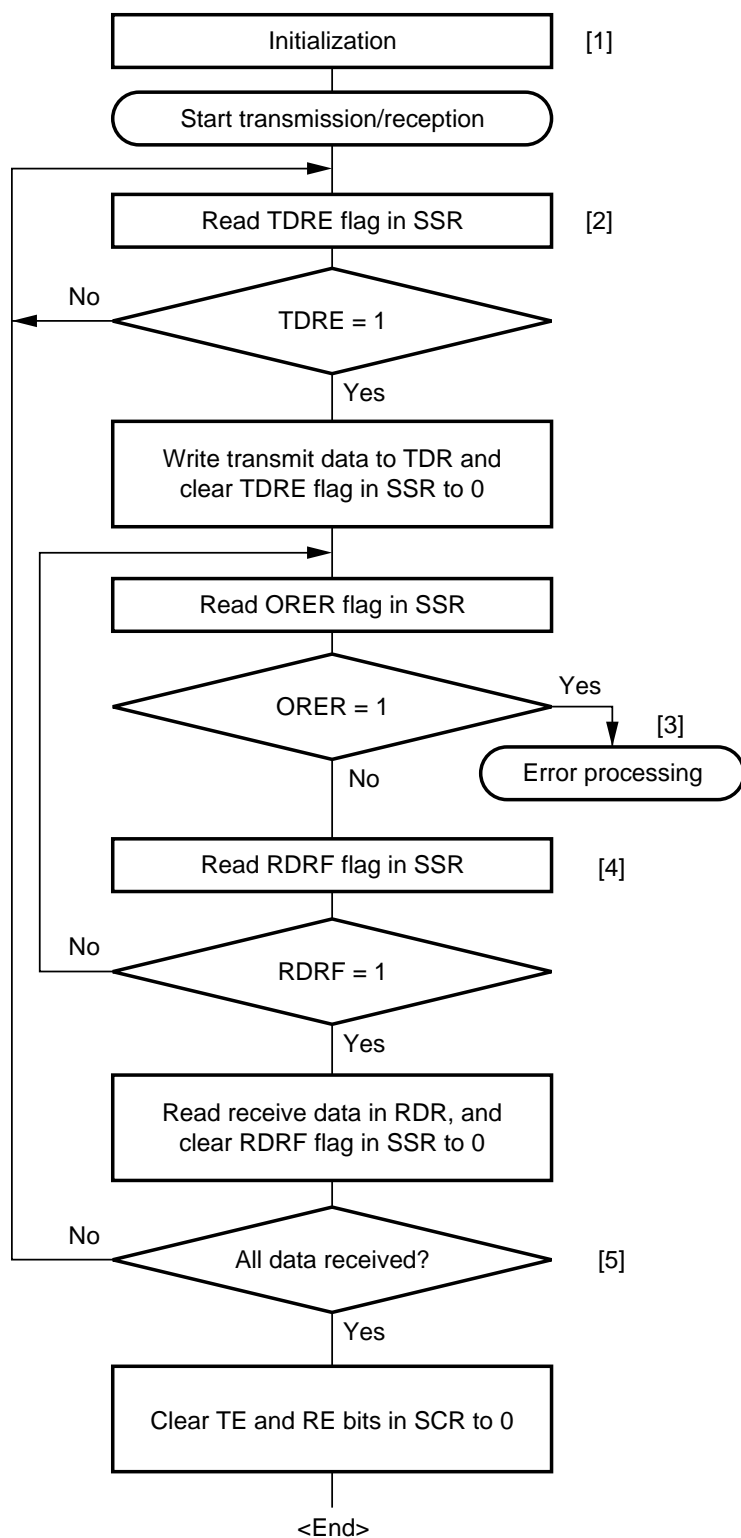 Initialization
[1]
Start transmission/reception
Read TDRE flag in SSR
[2]
No
TDRE = 1
Yes
Write transmit data to TDR and
clear TDRE flag in SSR to 0
Read ORER flag in SSR
Yes
ORER = 1
[3]
Error processing
No
Read RDRF flag in SSR
[4]
No
RDRF = 1
Yes
Read receive data in RDR, and
clear RDRF flag in SSR to 0
No
All data received?
[5]
Yes
Clear TE and RE bits in SCR to 0
<End>